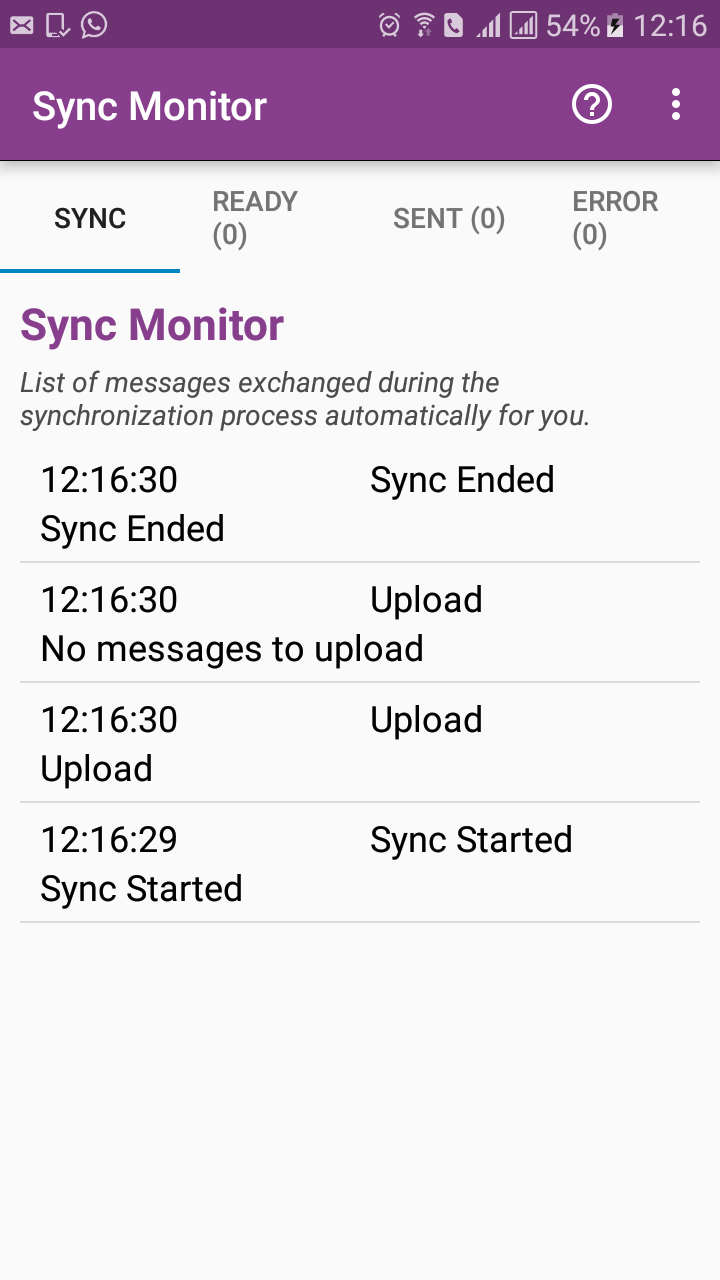 54% 12:16
Sync Monitor
SYNC
READY
(0)
SENT (0)
ERROR
(0)
Sync Monitor
List of messages exchanged during the
synchronization process automatically for you.
12:16:30 Sync Ended
Sync Ended
12:16:30 Upload
No messages to upload
12:16:30 Upload
Upload
12:16:29 Sync Started
Sync Started